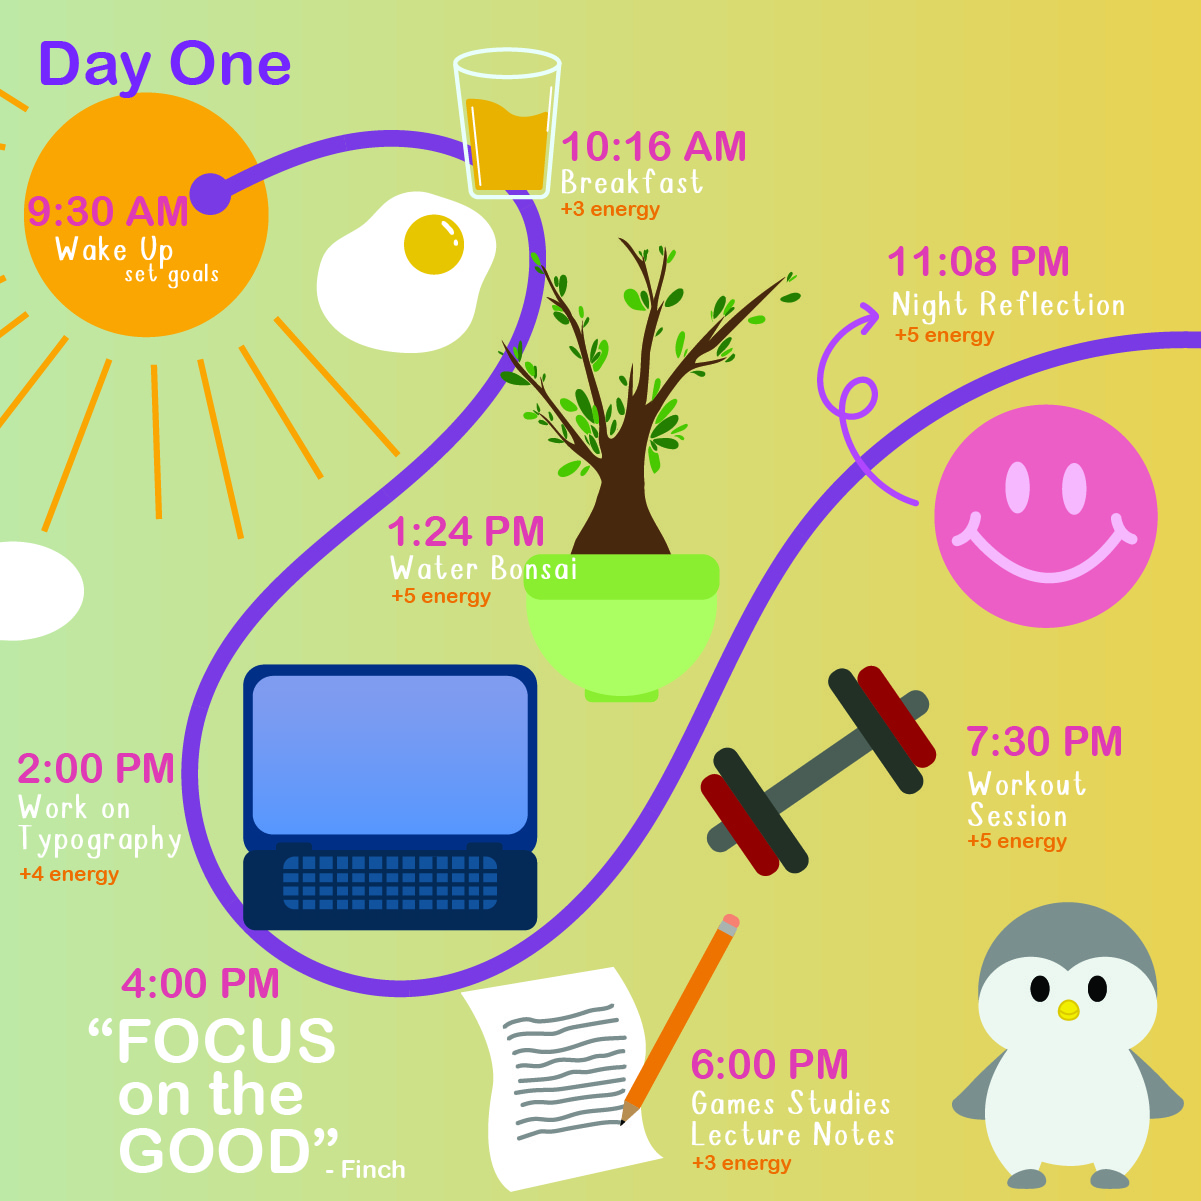 Day One
9:30 AM
Wake Up
set goals
10:16 AM
Breakfast
+3 energy
11:08 PM
Night Reflection
+5 energy
1:24 PM
Water Bonsai
+5 energy
2:00 PM
Work on
Typography
+4 energy
7:30 PM
Workout
Session
+5 energy
4:00 PM
“FOCUS
on the
GOOD”
- Finch
6:00 PM
Games Studies
Lecture Notes
+3 energy